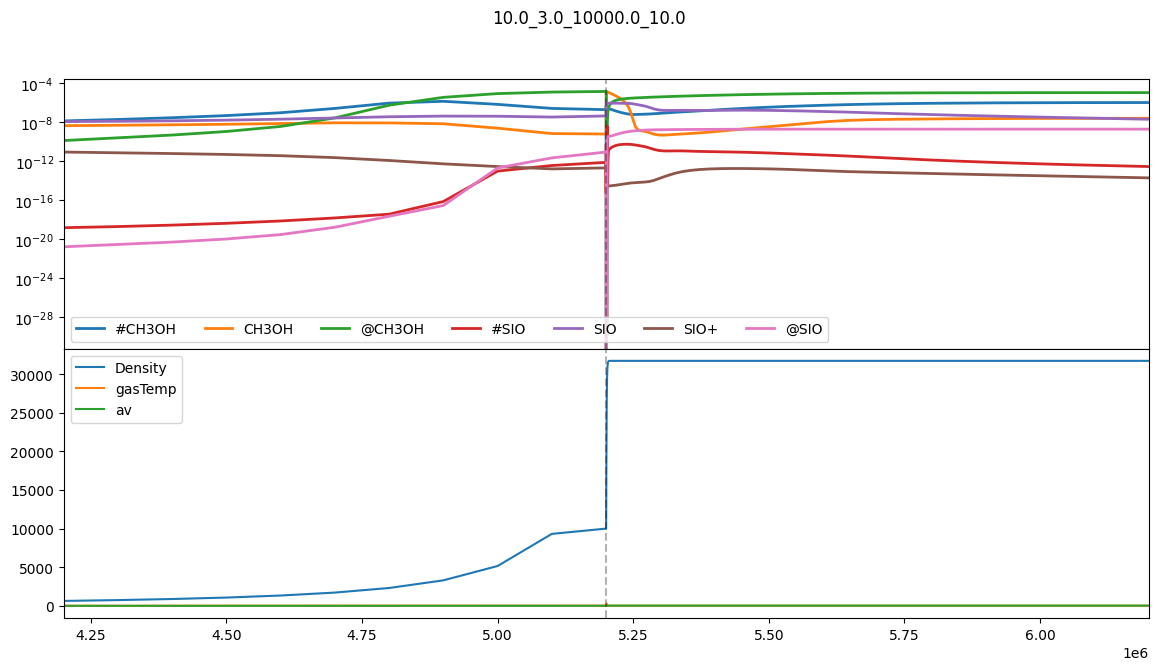 10.0_3.0_10000.0_10.0
10⁻⁴
10⁻⁸
10⁻¹²
10⁻¹⁶
10⁻²⁰
10⁻²⁴
10⁻²⁸
#CH3OH CH3OH @CH3OH #SIO SIO SIO+ @SIO
Density
gasTemp
av
30000
25000
20000
15000
10000
5000
0
4.25 4.50 4.75 5.00 5.25 5.50 5.75 6.00
1e6